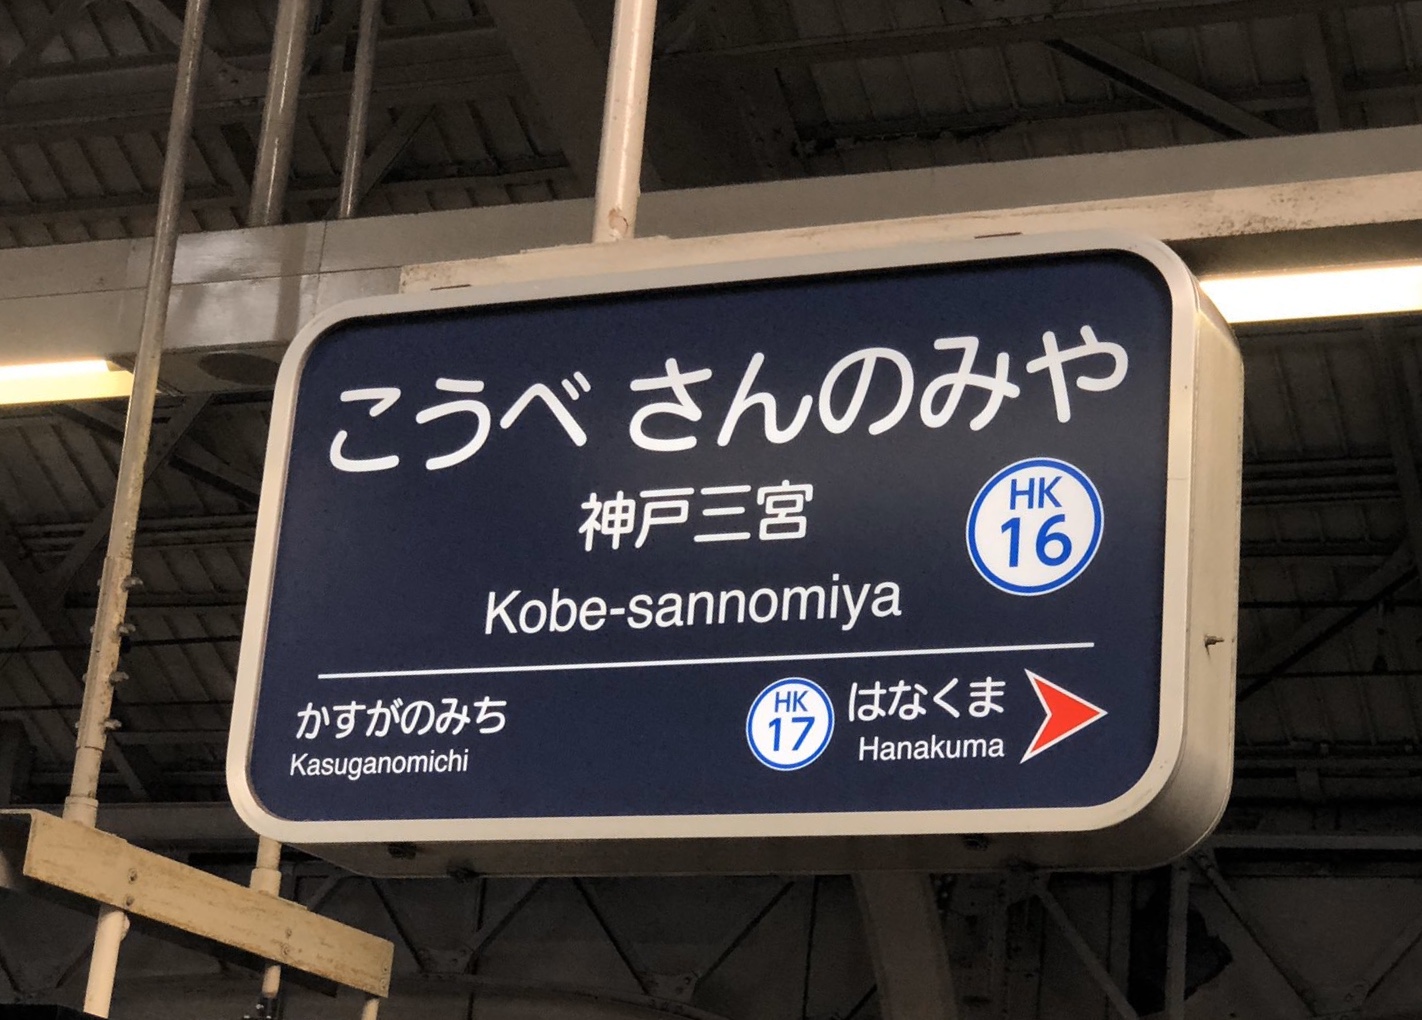 こうべ さんのみや
神戸三宮
HK
16
Kobe-sannomiya
かすがのみち
Kasuganomichi
HK
17
はなくま
Hanakuma